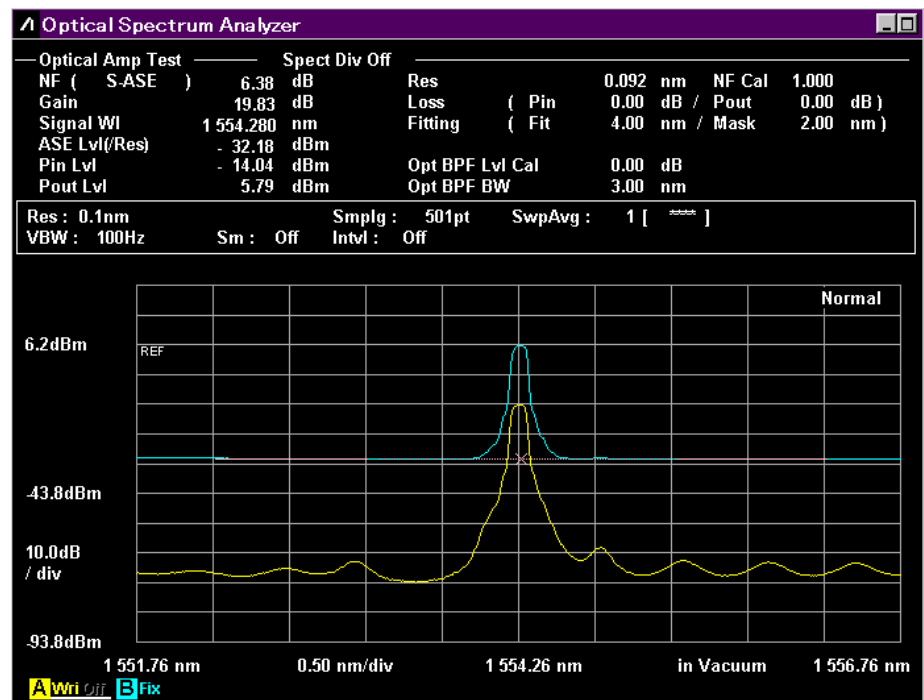 Optical Spectrum Analyzer
Optical Amp Test Spect Div Off
NF ( S-ASE ) 6.38 dB Res 0.092 nm NF Cal 1.000
Gain 19.83 dB Loss ( Pin 0.00 dB / Pout 0.00 dB )
Signal Wl 1 554.280 nm Fitting ( Fit 4.00 nm / Mask 2.00 nm )
ASE Lvl(/Res) - 32.18 dBm
Pin Lvl - 14.04 dBm Opt BPF Lvl Cal 0.00 dB
Pout Lvl 5.79 dBm Opt BPF BW 3.00 nm
Res : 0.1nm Smplg : 501pt SwpAvg : 1 [ **** ]
VBW : 100Hz Sm : Off Intvl : Off
Normal
6.2dBm
REF
-43.8dBm
10.0dB
/ div
-93.8dBm
1 551.76 nm 0.50 nm/div 1 554.26 nm in Vacuum 1 556.76 nm
A Wri Off B Fix